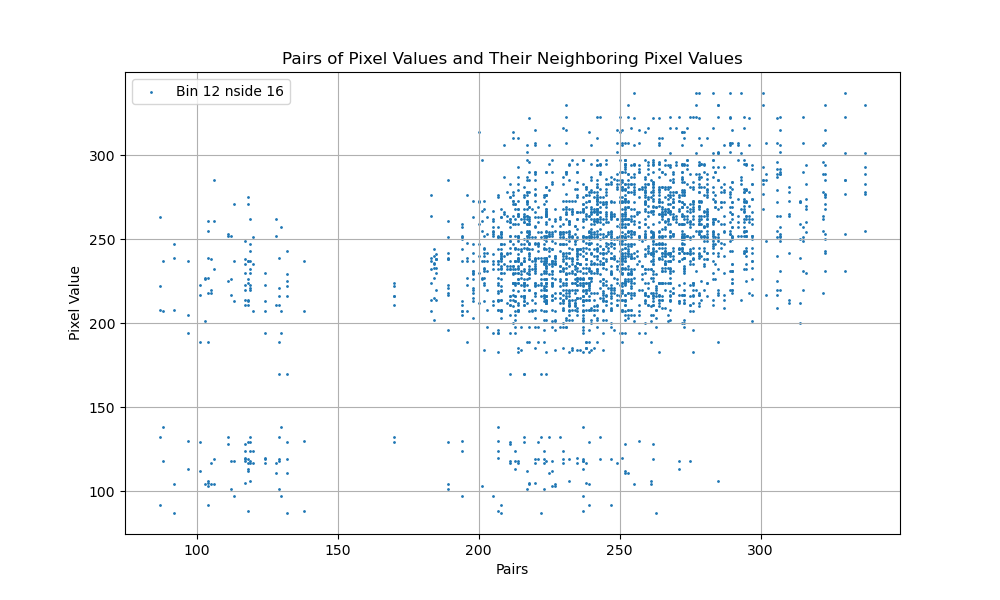 Pairs of Pixel Values and Their Neighboring Pixel Values
Bin 12 nside 16
300
250
200
150
100
Pixel Value
100 150 200 250 300
Pairs